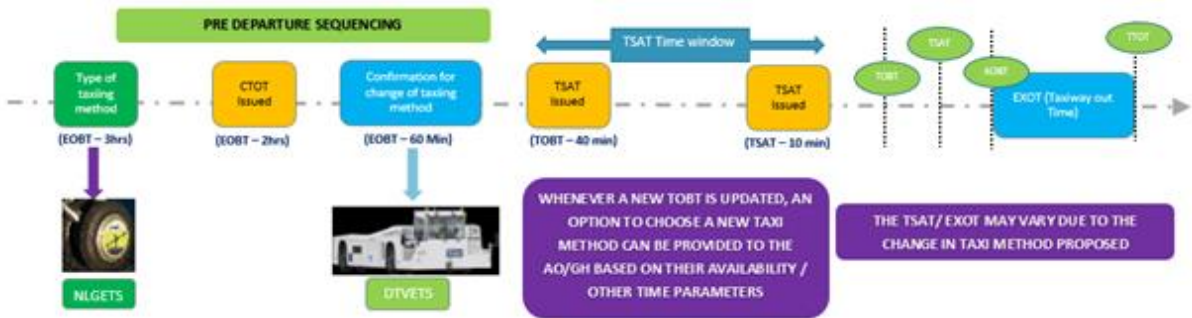 PRE DEPARTURE SEQUENCING
TSAT Time window
Type of
taxiing
method
CTOT
Issued
Confirmation for
change of taxiing
method
TSAT
Issued
TSAT
Issued
TOBT
TSAT
AOBT
TTOT
EXOT (Taxiway out
Time)
(EOBT – 3hrs)
(EOBT – 2hrs)
(EOBT – 60 Min)
(TOBT – 40 min)
(TSAT – 10 min)
WHENEVER A NEW TOBT IS UPDATED, AN
OPTION TO CHOOSE A NEW TAXI
METHOD CAN BE PROVIDED TO THE
AO/GH BASED ON THEIR AVAILABILITY /
OTHER TIME PARAMETERS
THE TSAT/ EXOT MAY VARY DUE TO THE
CHANGE IN TAXI METHOD PROPOSED
NLGETS
DTVETS